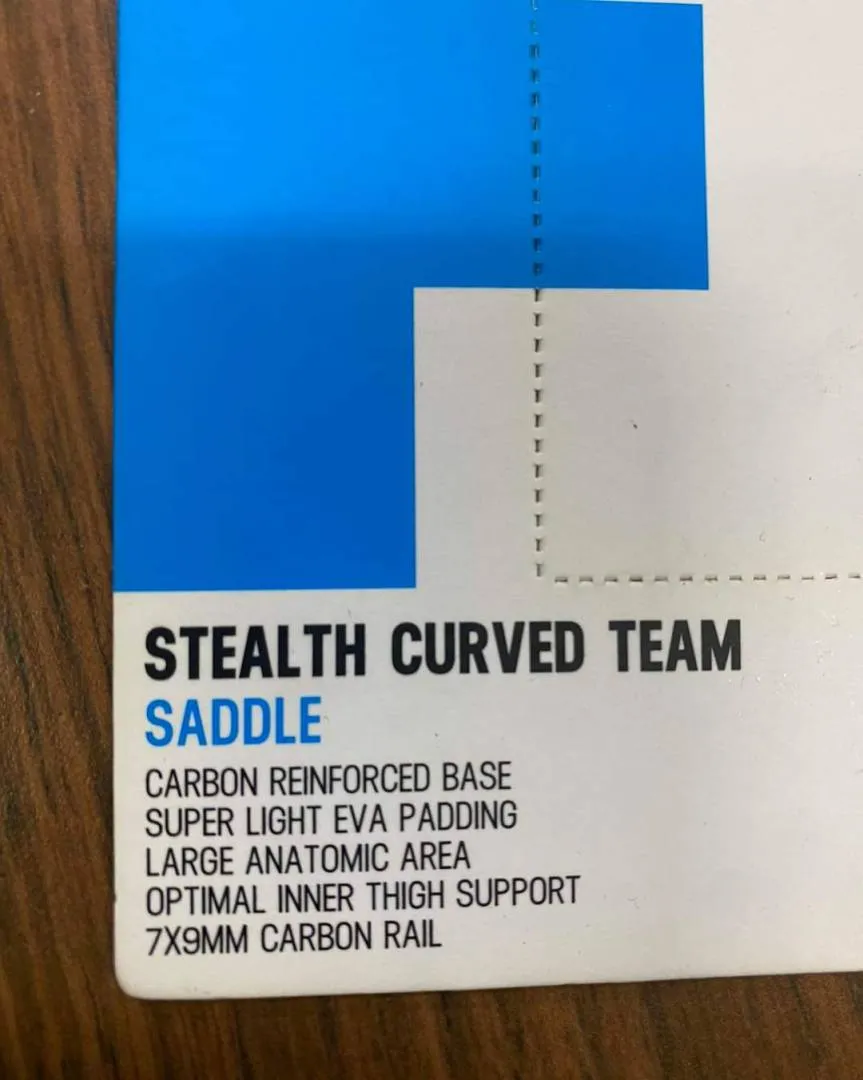 STEALTH CURVED TEAM
SADDLE
CARBON REINFORCED BASE
SUPER LIGHT EVA PADDING
LARGE ANATOMIC AREA
OPTIMAL INNER THIGH SUPPORT
7X9MM CARBON RAIL